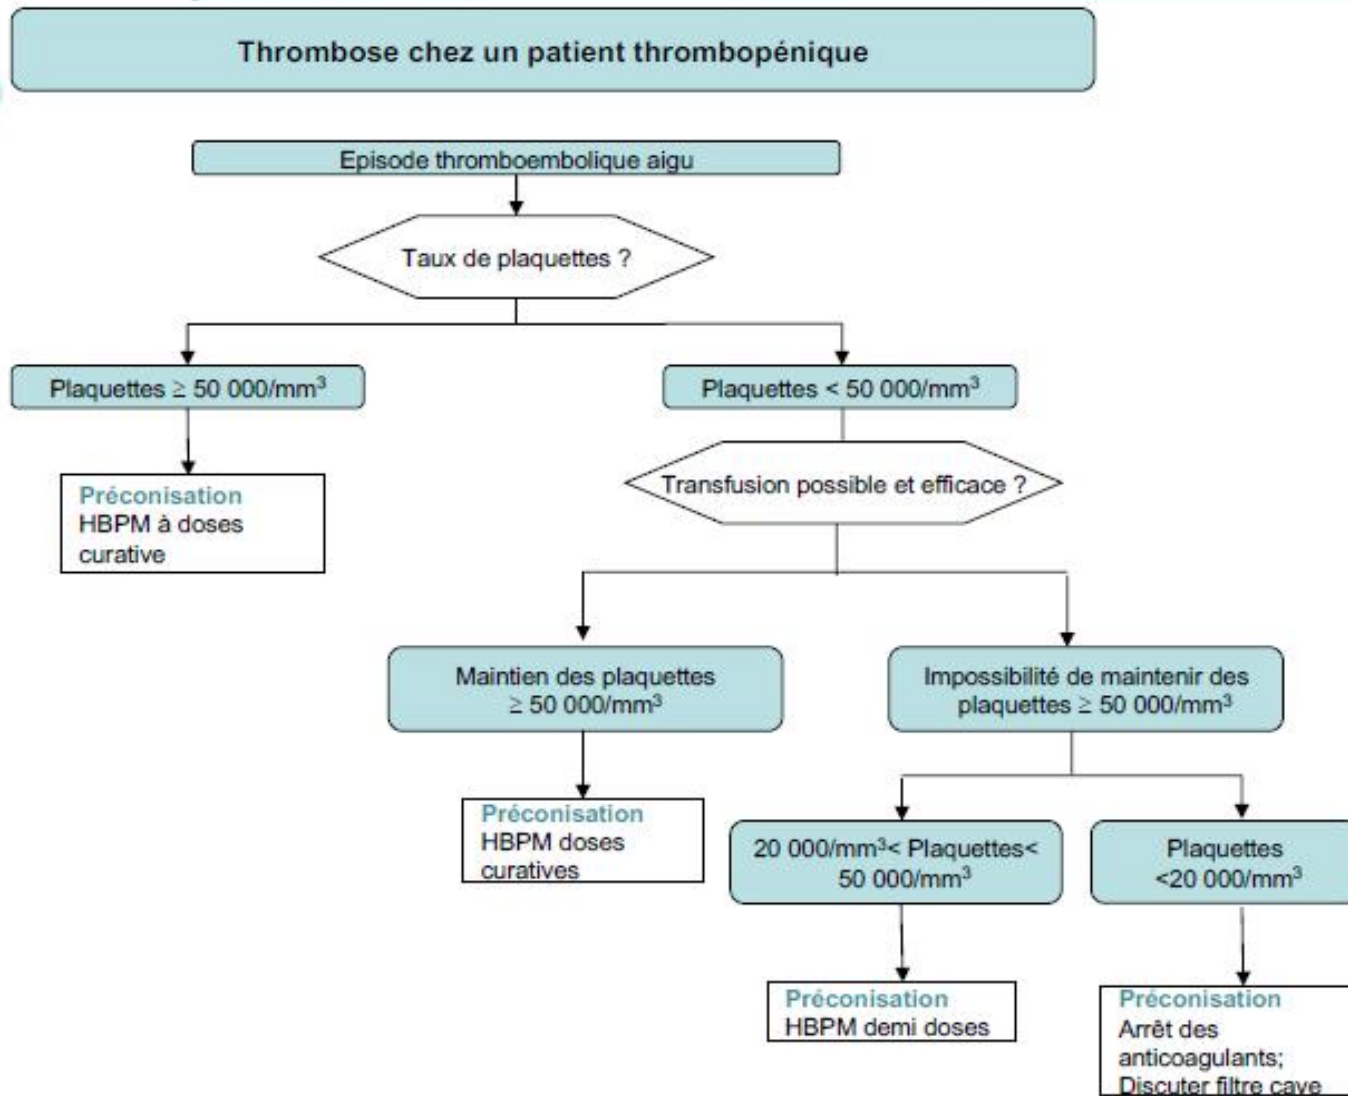 Thrombose chez un patient thrombopénique
Episode thromboembolique aigu
Taux de plaquettes ?
Plaquettes ≥ 50 000/mm³
Plaquettes < 50 000/mm³
Préconisation
HBPM à doses
curative
Transfusion possible et efficace ?
Maintien des plaquettes
≥ 50 000/mm³
Impossibilité de maintenir des
plaquettes ≥ 50 000/mm³
Préconisation
HBPM doses
curatives
20 000/mm³< Plaquettes<
50 000/mm³
Plaquettes
<20 000/mm³
Préconisation
HBPM demi doses
Préconisation
Arrêt des
anticoagulants;
Discuter filtre cave